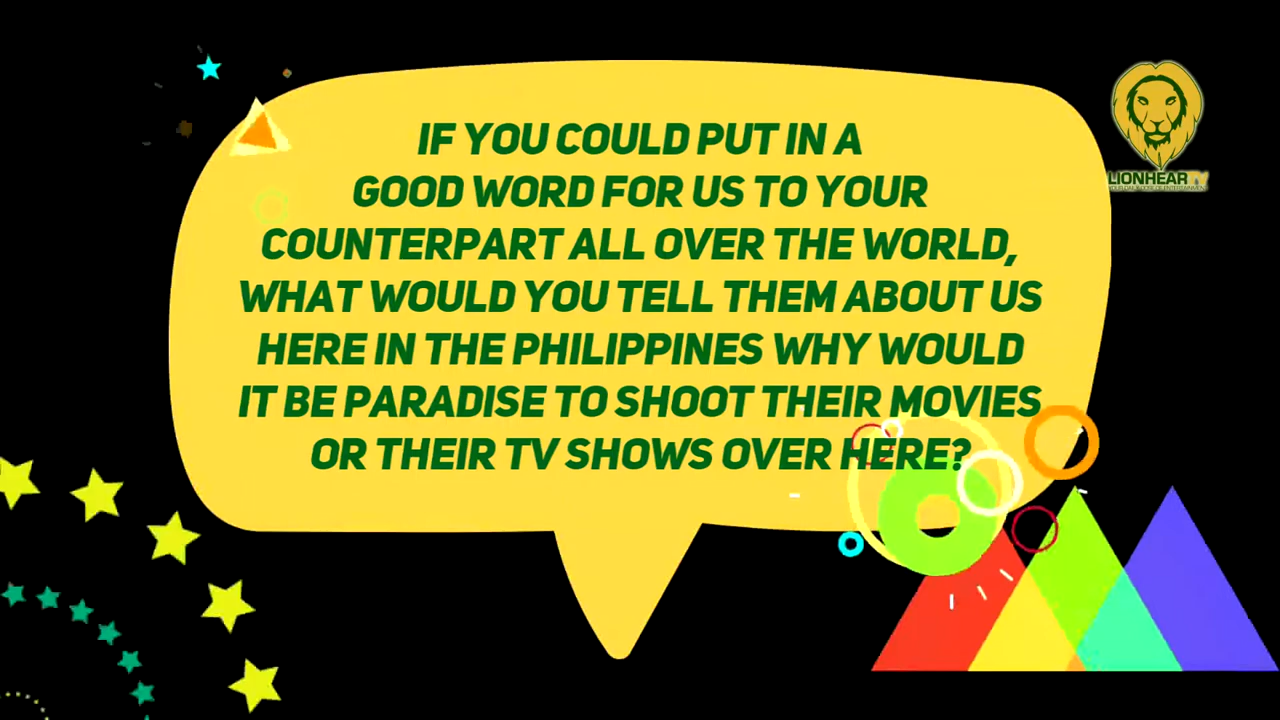 IF YOU COULD PUT IN A
GOOD WORD FOR US TO YOUR
COUNTERPART ALL OVER THE WORLD,
WHAT WOULD YOU TELL THEM ABOUT US
HERE IN THE PHILIPPINES WHY WOULD
IT BE PARADISE TO SHOOT THEIR MOVIES
OR THEIR TV SHOWS OVER HERE?
LIONHEARTV